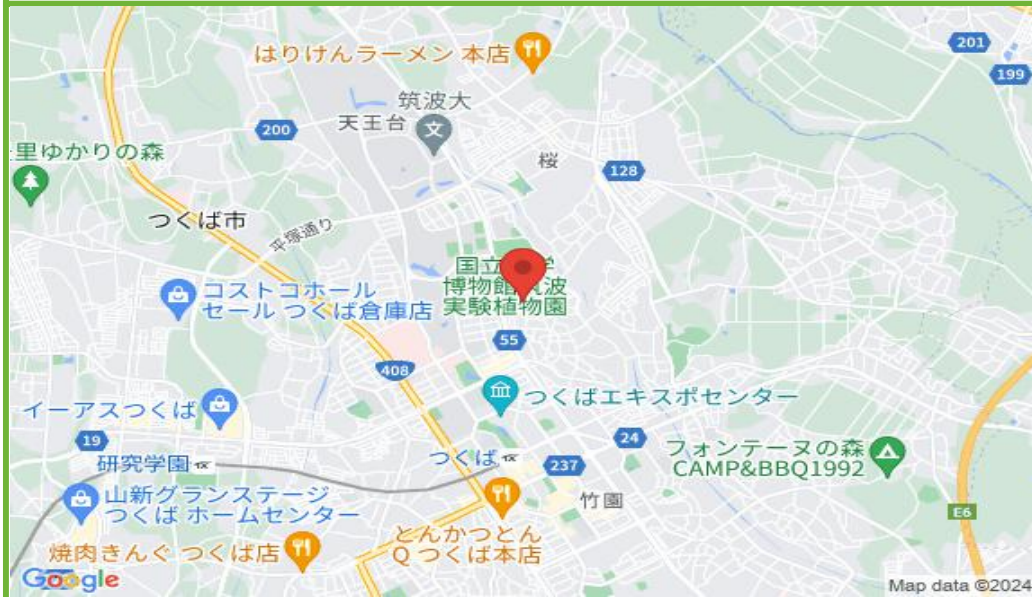 はりけんラーメン 本店
201
199
筑波大
天王台
200
里ゆかりの森
桜
128
つくば市
平塚通り
国立 学
博物館筑波
実験植物園
コストコホール
セール つくば倉庫店
55
408
つくばエキスポセンター
イーアスつくば
24
19
フォンテーヌの森
CAMP&BBQ1992
研究学園
つくば
237
山新グランステージ
つくば ホームセンター
竹園
E6
とんかつとん
Q つくば本店
焼肉きんぐ つくば店
Google
Map data ©2024